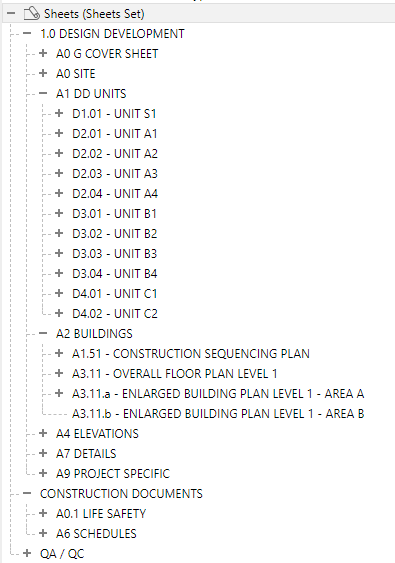 Sheets (Sheets Set)
1.0 DESIGN DEVELOPMENT
A0 G COVER SHEET
A0 SITE
A1 DD UNITS
D1.01 - UNIT S1
D2.01 - UNIT A1
D2.02 - UNIT A2
D2.03 - UNIT A3
D2.04 - UNIT A4
D3.01 - UNIT B1
D3.02 - UNIT B2
D3.03 - UNIT B3
D3.04 - UNIT B4
D4.01 - UNIT C1
D4.02 - UNIT C2
A2 BUILDINGS
A1.51 - CONSTRUCTION SEQUENCING PLAN
A3.11 - OVERALL FLOOR PLAN LEVEL 1
A3.11.a - ENLARGED BUILDING PLAN LEVEL 1 - AREA A
A3.11.b - ENLARGED BUILDING PLAN LEVEL 1 - AREA B
A4 ELEVATIONS
A7 DETAILS
A9 PROJECT SPECIFIC
CONSTRUCTION DOCUMENTS
A0.1 LIFE SAFETY
A6 SCHEDULES
QA / QC